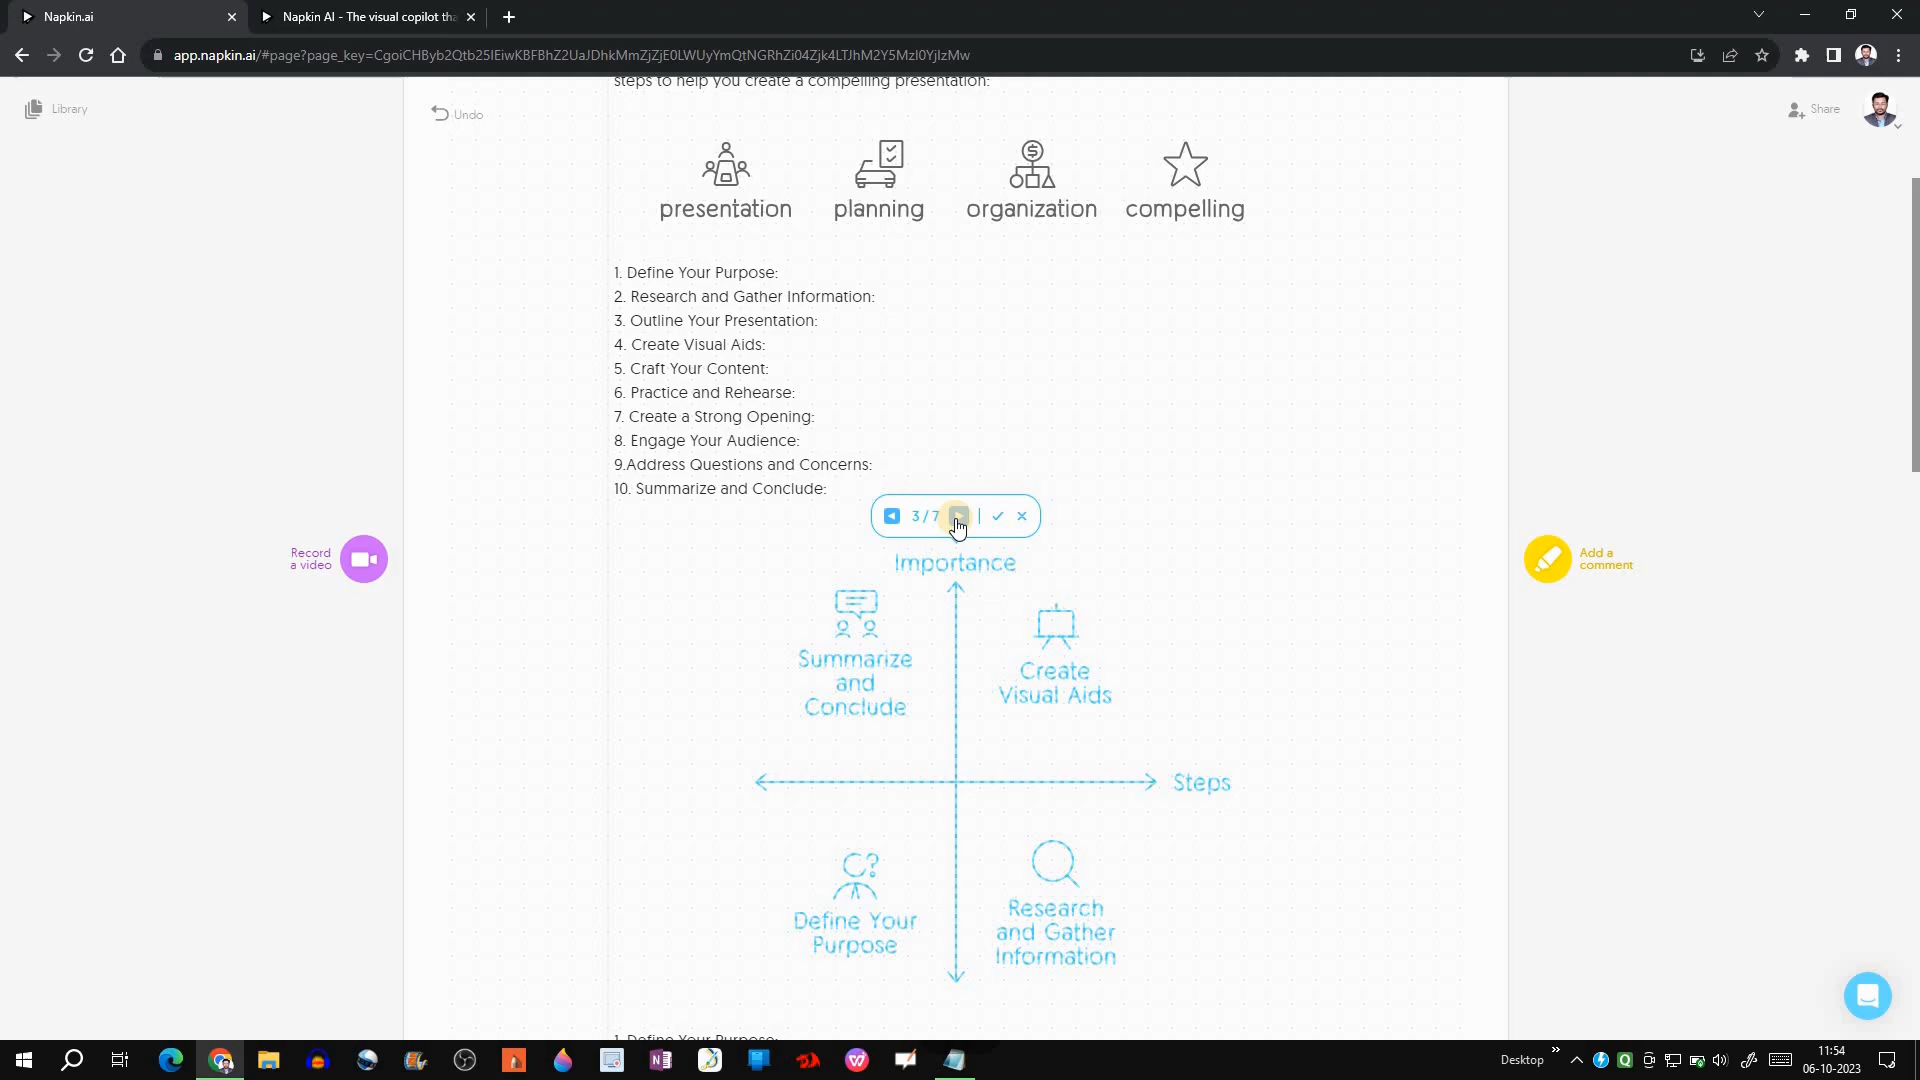 Napkin.ai
Napkin AI - The visual copilot tha
app.napkin.ai/#page?page_key=CgoiCHByb2Qtb25lEiwKBFBhZ2UaJDhkMmZjZjE0LWUyYmQtNGRhZi04Zjk4LTJhM2Y5MzI0YjIzMw
steps to help you create a compelling presentation:
Library
Undo
Share
presentation
planning
organization
compelling
1. Define Your Purpose:
2. Research and Gather Information:
3. Outline Your Presentation:
4. Create Visual Aids:
5. Craft Your Content:
6. Practice and Rehearse:
7. Create a Strong Opening:
8. Engage Your Audience:
9.Address Questions and Concerns:
10. Summarize and Conclude:
3 / 7
Record
a video
Add a
comment
Importance
Summarize
and
Conclude
Create
Visual Aids
Steps
Define Your
Purpose
Research
and Gather
Information
1. Define Your Purpose:
Desktop
11:54
06-10-2023